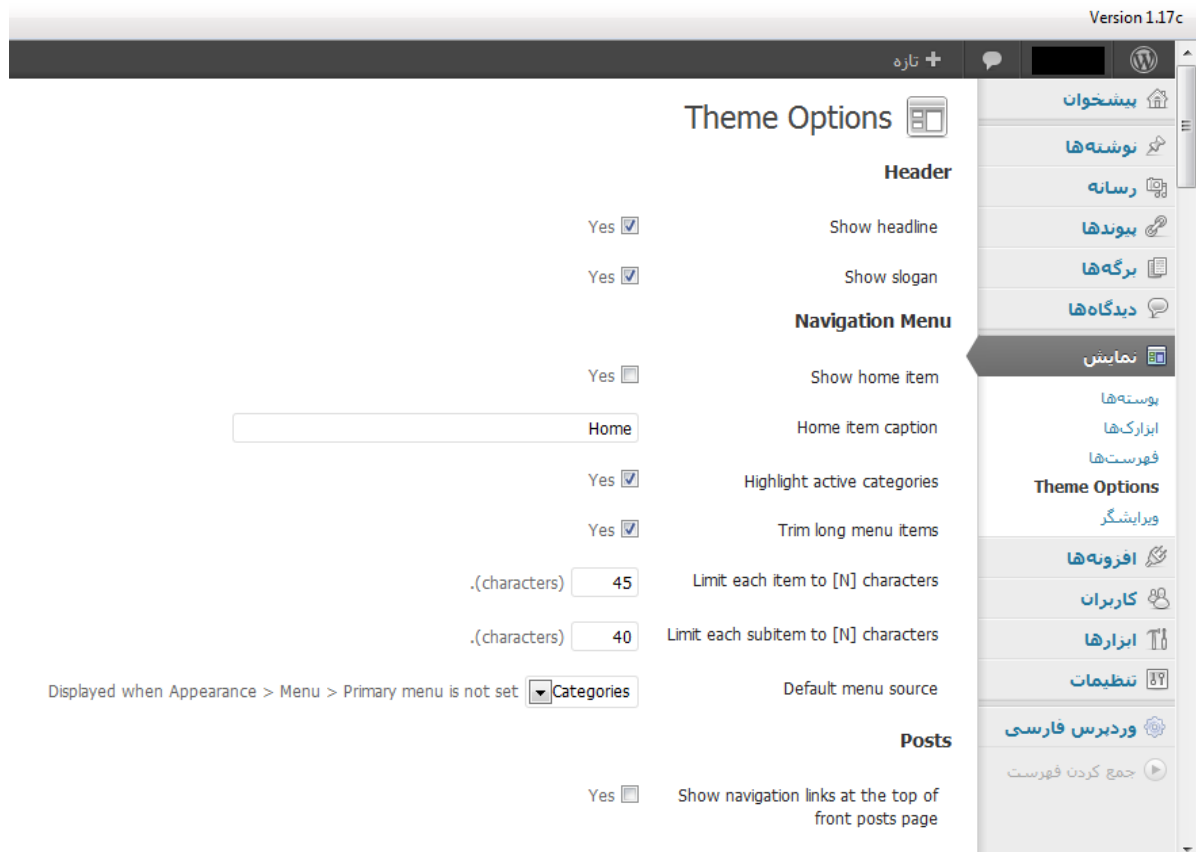 Version 1.17c
تازه
پیشخوان
نوشته‌ها
رسانه
پیوندها
برگه‌ها
دیدگاه‌ها
نمایش
پوسته‌ها
ابزارک‌ها
فهرست‌ها
Theme Options
ویرایشگر
افزونه‌ها
کاربران
ابزارها
تنظیمات
وردپرس فارسی
جمع کردن فهرست
Theme Options
Header
Show headline Yes
Show slogan Yes
Navigation Menu
Show home item Yes
Home item caption Home
Highlight active categories Yes
Trim long menu items Yes
Limit each item to [N] characters 45 (characters).
Limit each subitem to [N] characters 40 (characters).
Default menu source Categories Displayed when Appearance > Menu > Primary menu is not set
Posts
Show navigation links at the top of Yes
front posts page